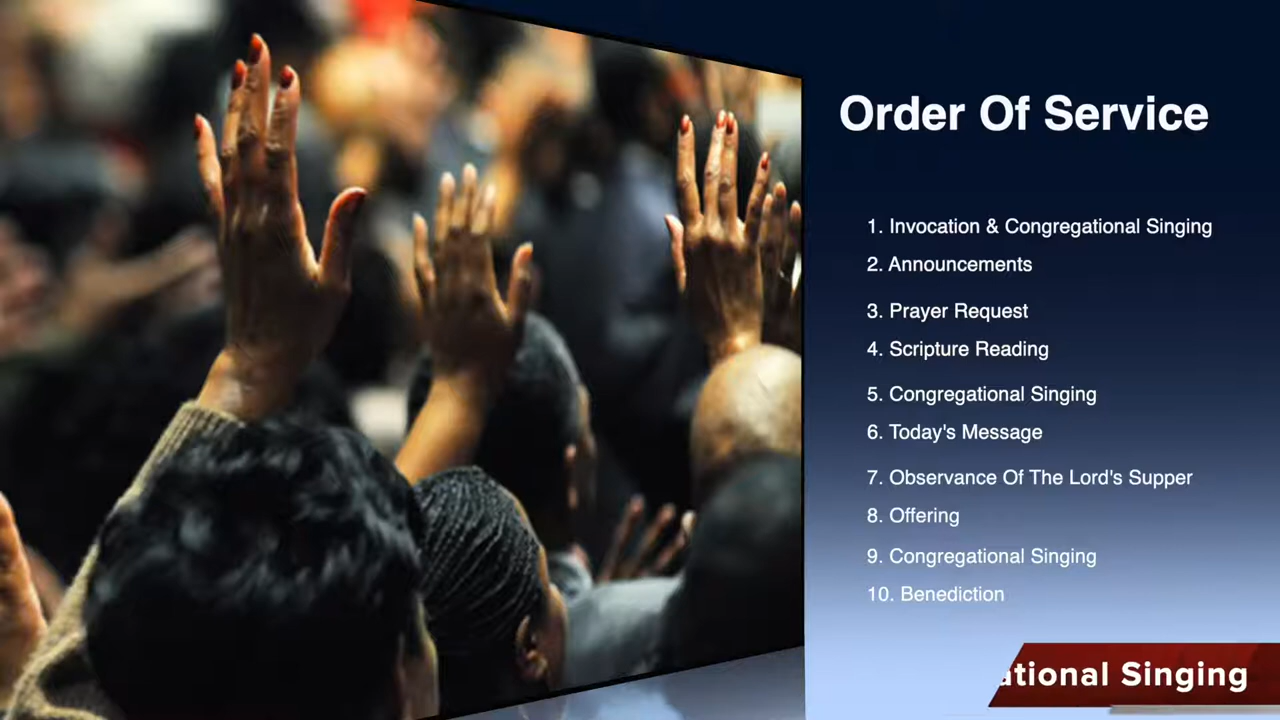 Order Of Service
1. Invocation & Congregational Singing
2. Announcements
3. Prayer Request
4. Scripture Reading
5. Congregational Singing
6. Today's Message
7. Observance Of The Lord's Supper
8. Offering
9. Congregational Singing
10. Benediction
ational Singing